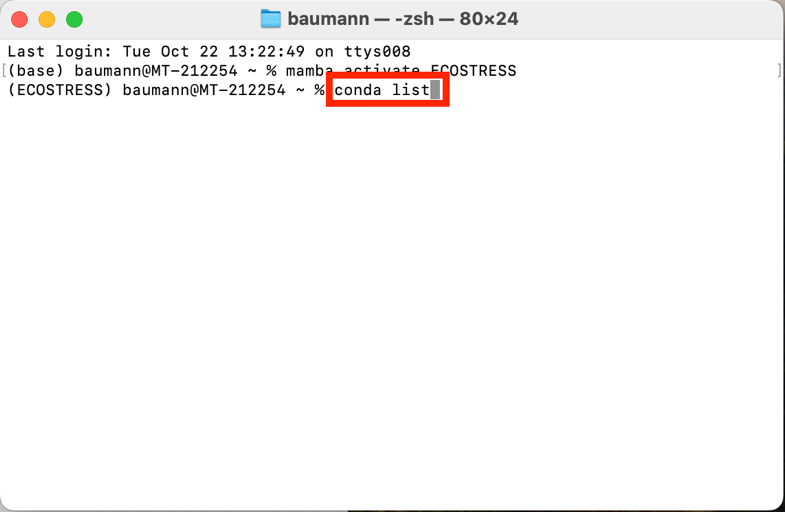 baumann — -zsh — 80×24
Last login: Tue Oct 22 13:22:49 on ttys008
[(base) baumann@MT-212254 ~ % mamba activate ECOSTRESS ]
(ECOSTRESS) baumann@MT-212254 ~ % conda list